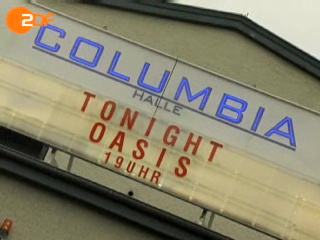 ZDF
COLUMBIA
HALLE
TONIGHT
OASIS
19UHR